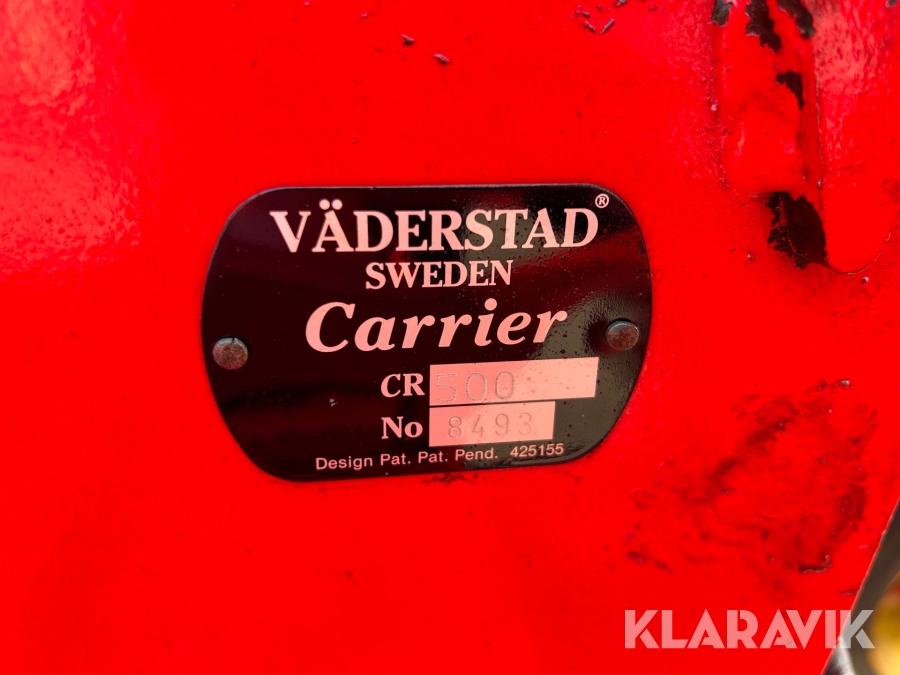 VÄDERSTAD®
SWEDEN
Carrier
CR 500
No 8493
Design Pat. Pat. Pend. 425155
KLARAVIK